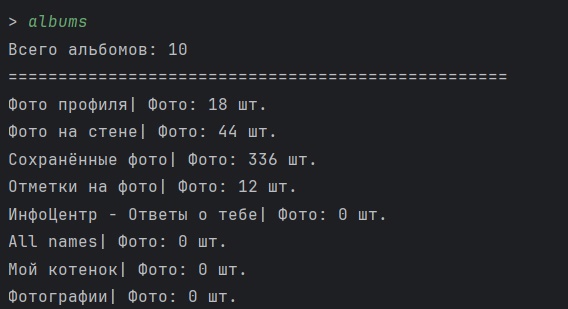 > albums
Всего альбомов: 10
==================================================
Фото профиля| Фото: 18 шт.
Фото на стене| Фото: 44 шт.
Сохранённые фото| Фото: 336 шт.
Отметки на фото| Фото: 12 шт.
ИнфоЦентр - Ответы о тебе| Фото: 0 шт.
All names| Фото: 0 шт.
Мой котенок| Фото: 0 шт.
Фотографии| Фото: 0 шт.